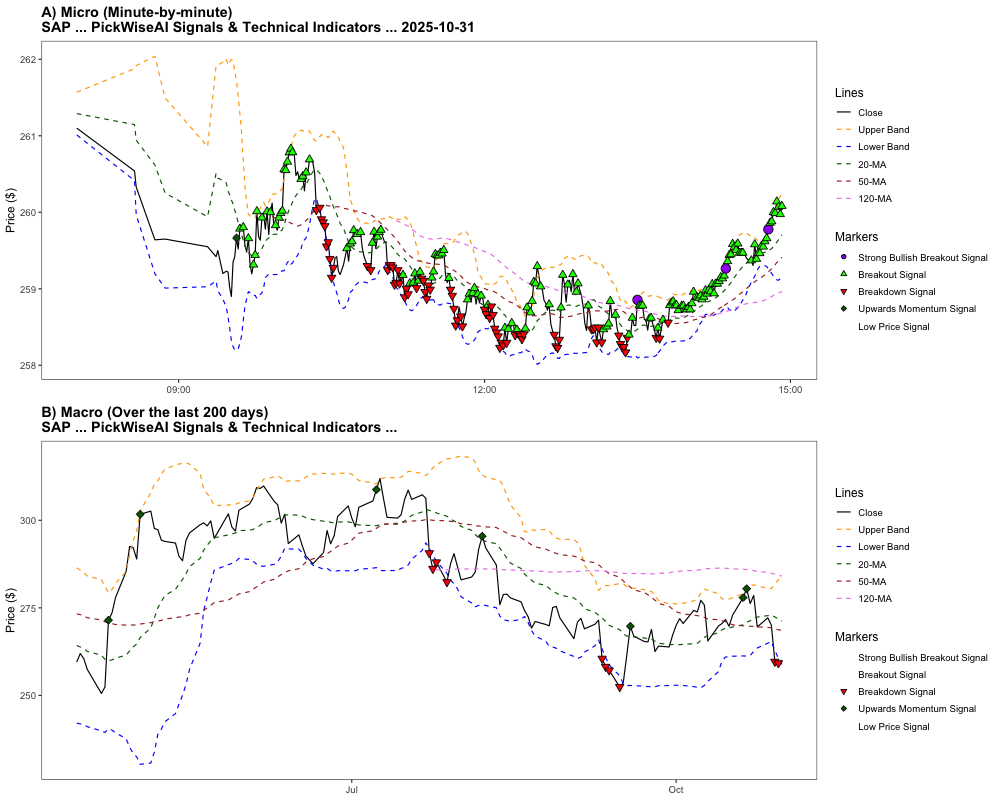 A) Micro (Minute-by-minute)
SAP ... PickWiseAI Signals & Technical Indicators ... 2025-10-31
Price ($)
262
261
260
259
258
09:00
12:00
15:00
Lines
Close
Upper Band
Lower Band
20-MA
50-MA
120-MA
Markers
Strong Bullish Breakout Signal
Breakout Signal
Breakdown Signal
Upwards Momentum Signal
Low Price Signal
B) Macro (Over the last 200 days)
SAP ... PickWiseAI Signals & Technical Indicators ...
Price ($)
300
275
250
Jul
Oct
Lines
Close
Upper Band
Lower Band
20-MA
50-MA
120-MA
Markers
Strong Bullish Breakout Signal
Breakout Signal
Breakdown Signal
Upwards Momentum Signal
Low Price Signal